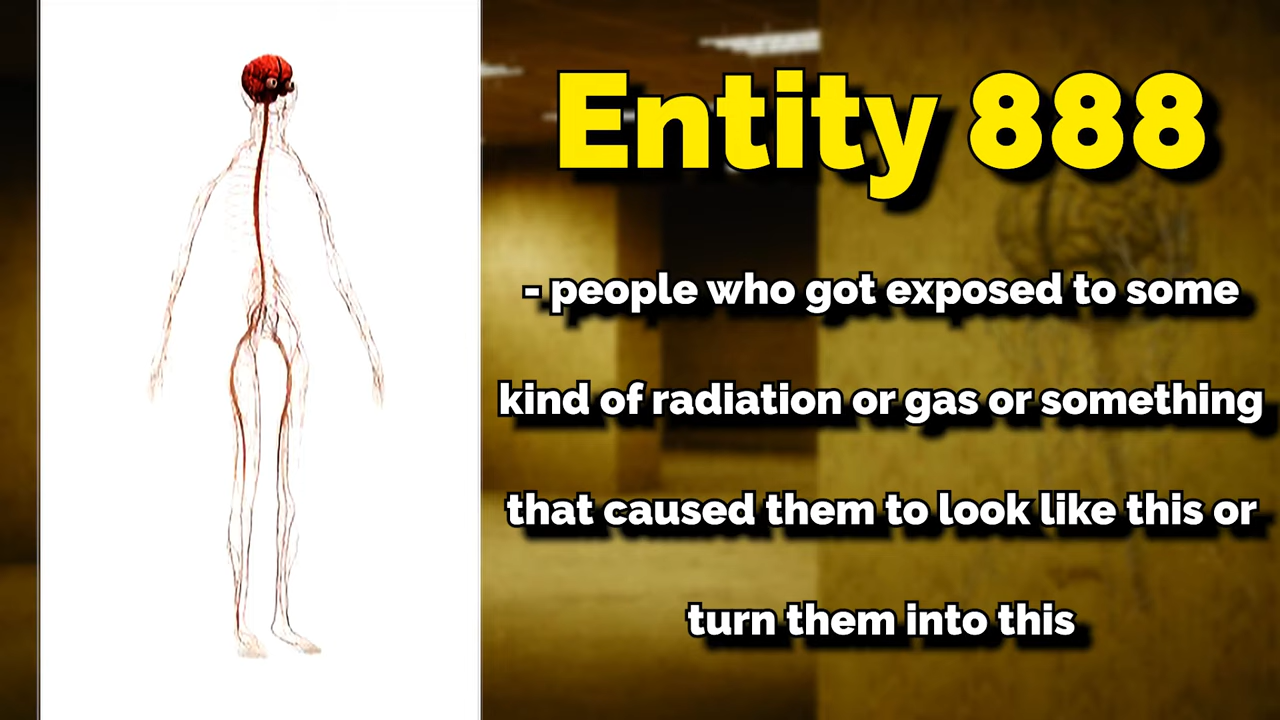 Entity 888
- people who got exposed to some
kind of radiation or gas or something
that caused them to look like this or
turn them into this